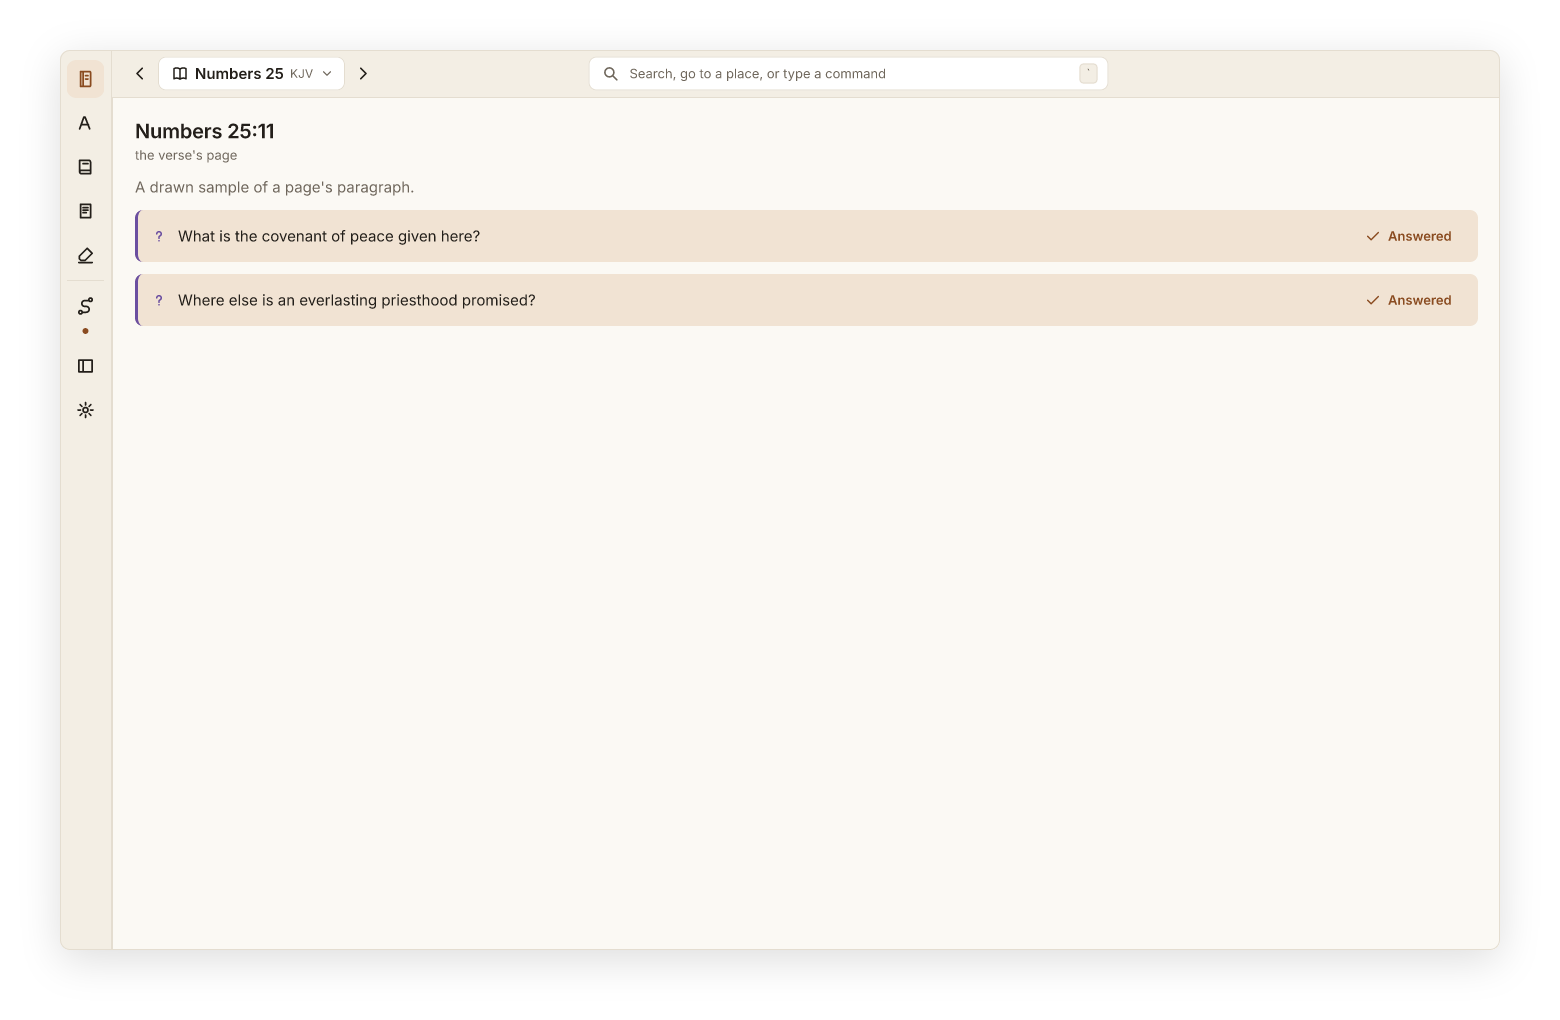 Numbers 25 KJV
Search, go to a place, or type a command
Numbers 25:11
the verse's page
A drawn sample of a page's paragraph.
? What is the covenant of peace given here? Answered
? Where else is an everlasting priesthood promised? Answered